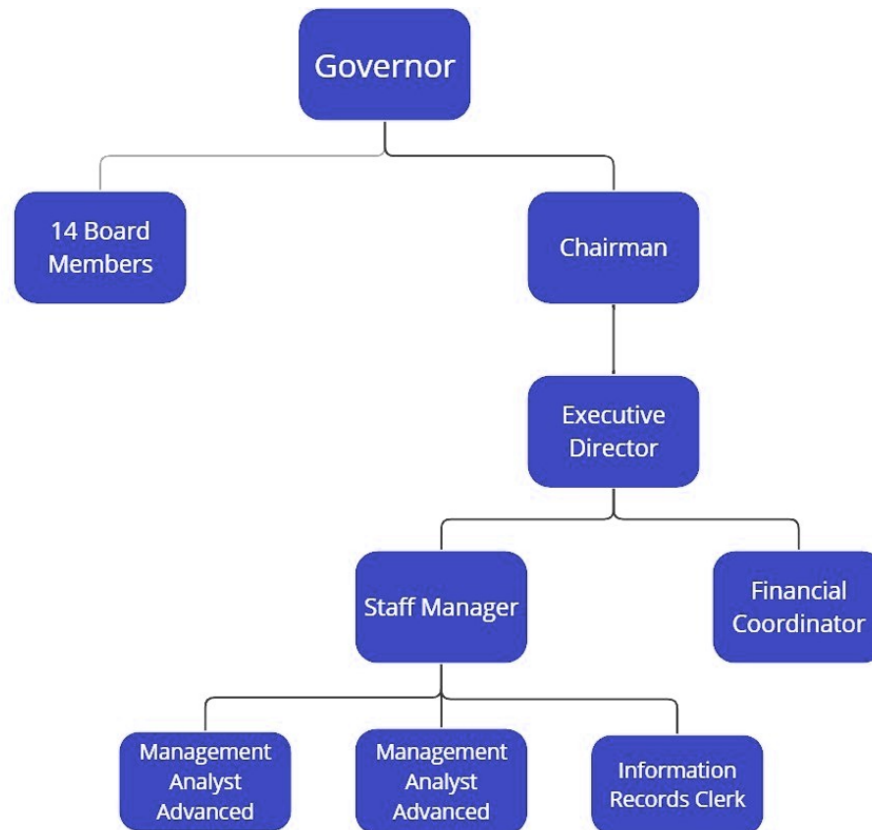 Governor
14 Board
Members
Chairman
Executive
Director
Staff Manager
Financial
Coordinator
Management
Analyst
Advanced
Management
Analyst
Advanced
Information
Records Clerk